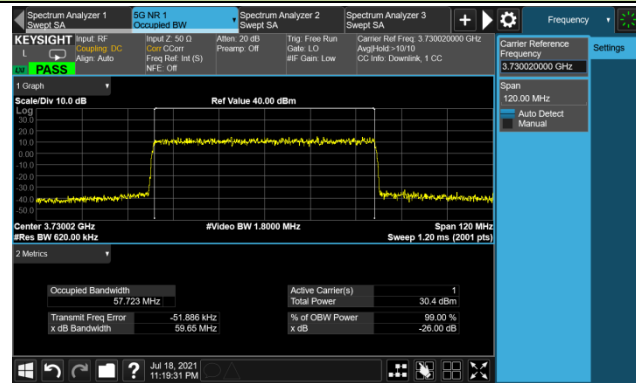 Spectrum Analyzer 1
Swept SA
5G NR 1
Occupied BW
Spectrum Analyzer 2
Swept SA
Spectrum Analyzer 3
Swept SA
Frequency
KEYSIGHT
L
PASS
Input: RF
Coupling: DC
Align: Auto
Input Z: 50 Ω
Corr CCorr
Freq Ref: Int (S)
NFE: Off
Atten: 20 dB
Preamp: Off
Trig: Free Run
Gate: LO
#IF Gain: Low
Carrier Ref Freq: 3.730020000 GHz
Avg|Hold:>10/10
CC Info: Downlink, 1 CC
Carrier Reference
Frequency
3.730020000 GHz
Span
120.00 MHz
Auto Detect
Manual
Settings
1 Graph
Scale/Div 10.0 dB
Ref Value 40.00 dBm
Log
30.0
20.0
10.0
0.00
-10.0
-20.0
-30.0
-40.0
-50.0
Center 3.73002 GHz
#Video BW 1.8000 MHz
Span 120 MHz
#Res BW 620.00 kHz
Sweep 1.20 ms (2001 pts)
2 Metrics
Occupied Bandwidth
57.723 MHz
Active Carrier(s) 1
Total Power 30.4 dBm
Transmit Freq Error -51.886 kHz
x dB Bandwidth 59.65 MHz
% of OBW Power 99.00 %
x dB -26.00 dB
?
Jul 18, 2021
11:19:31 PM